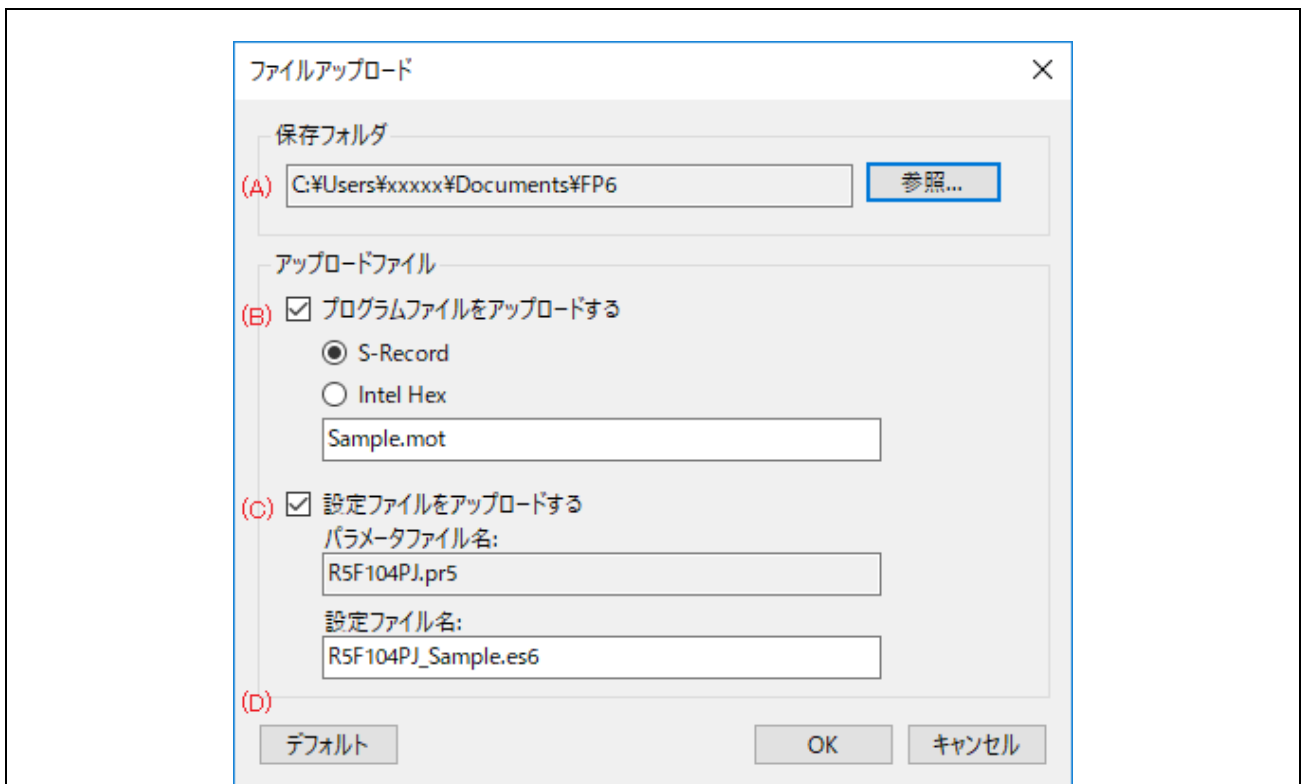 ファイルアップロード
保存フォルダ
(A) C:¥Users¥xxxxx¥Documents¥FP6 参照...
アップロードファイル
(B) プログラムファイルをアップロードする
S-Record
Intel Hex
Sample.mot
(C) 設定ファイルをアップロードする
パラメータファイル名:
R5F104PJ.pr5
設定ファイル名:
R5F104PJ_Sample.es6
(D)
デフォルト OK キャンセル